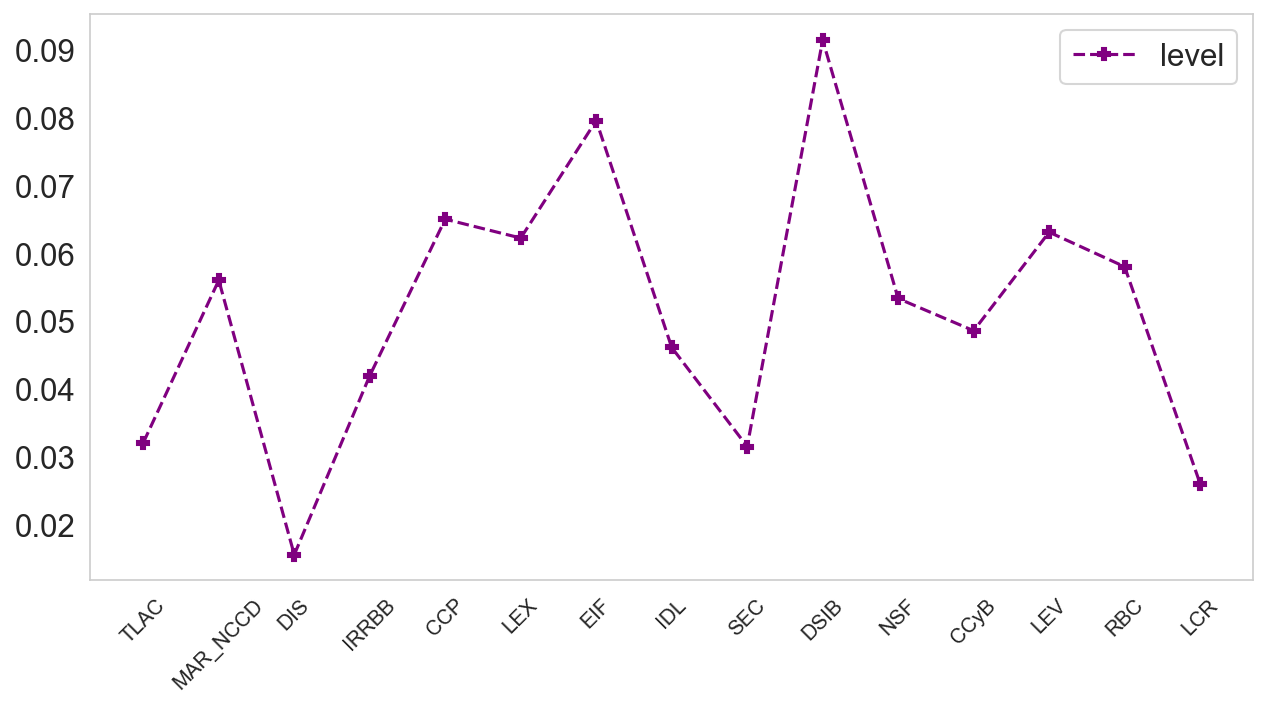 0.09
0.08
0.07
0.06
0.05
0.04
0.03
0.02
level
TLAC
MAR_NCCD
DIS
IRRBB
CCP
LEX
EIF
IDL
SEC
DSIB
NSF
CCyB
LEV
RBC
LCR